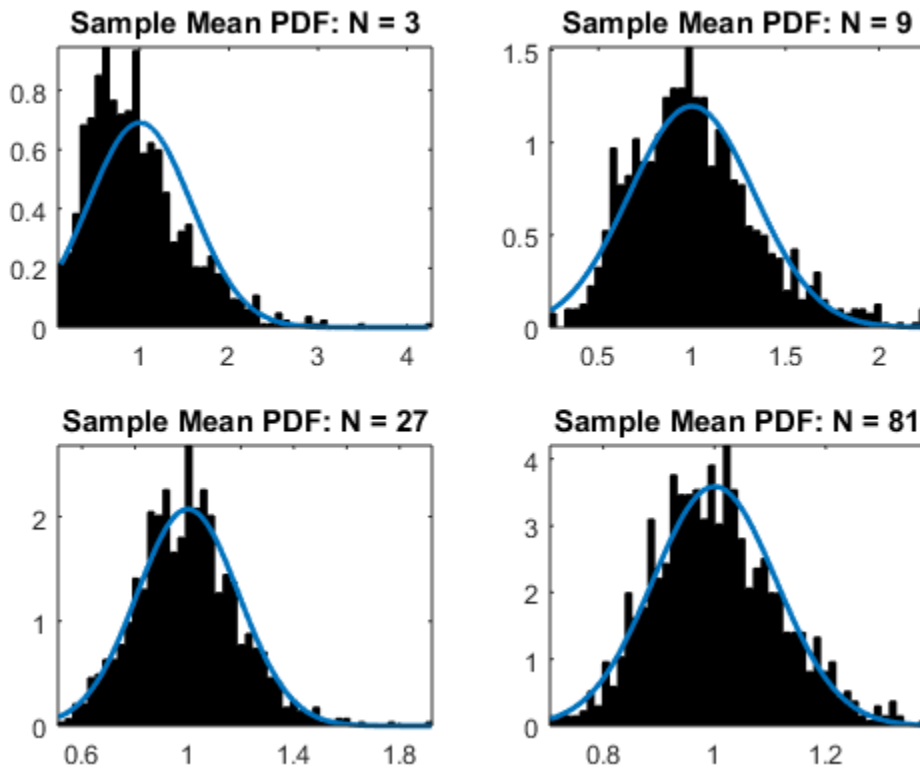 Sample Mean PDF: N = 3
0.8
0.6
0.4
0.2
0
1 2 3 4
Sample Mean PDF: N = 9
1.5
1
0.5
0
0.5 1 1.5 2
Sample Mean PDF: N = 27
2
1
0
0.6 1 1.4 1.8
Sample Mean PDF: N = 81
4
3
2
1
0
0.8 1 1.2